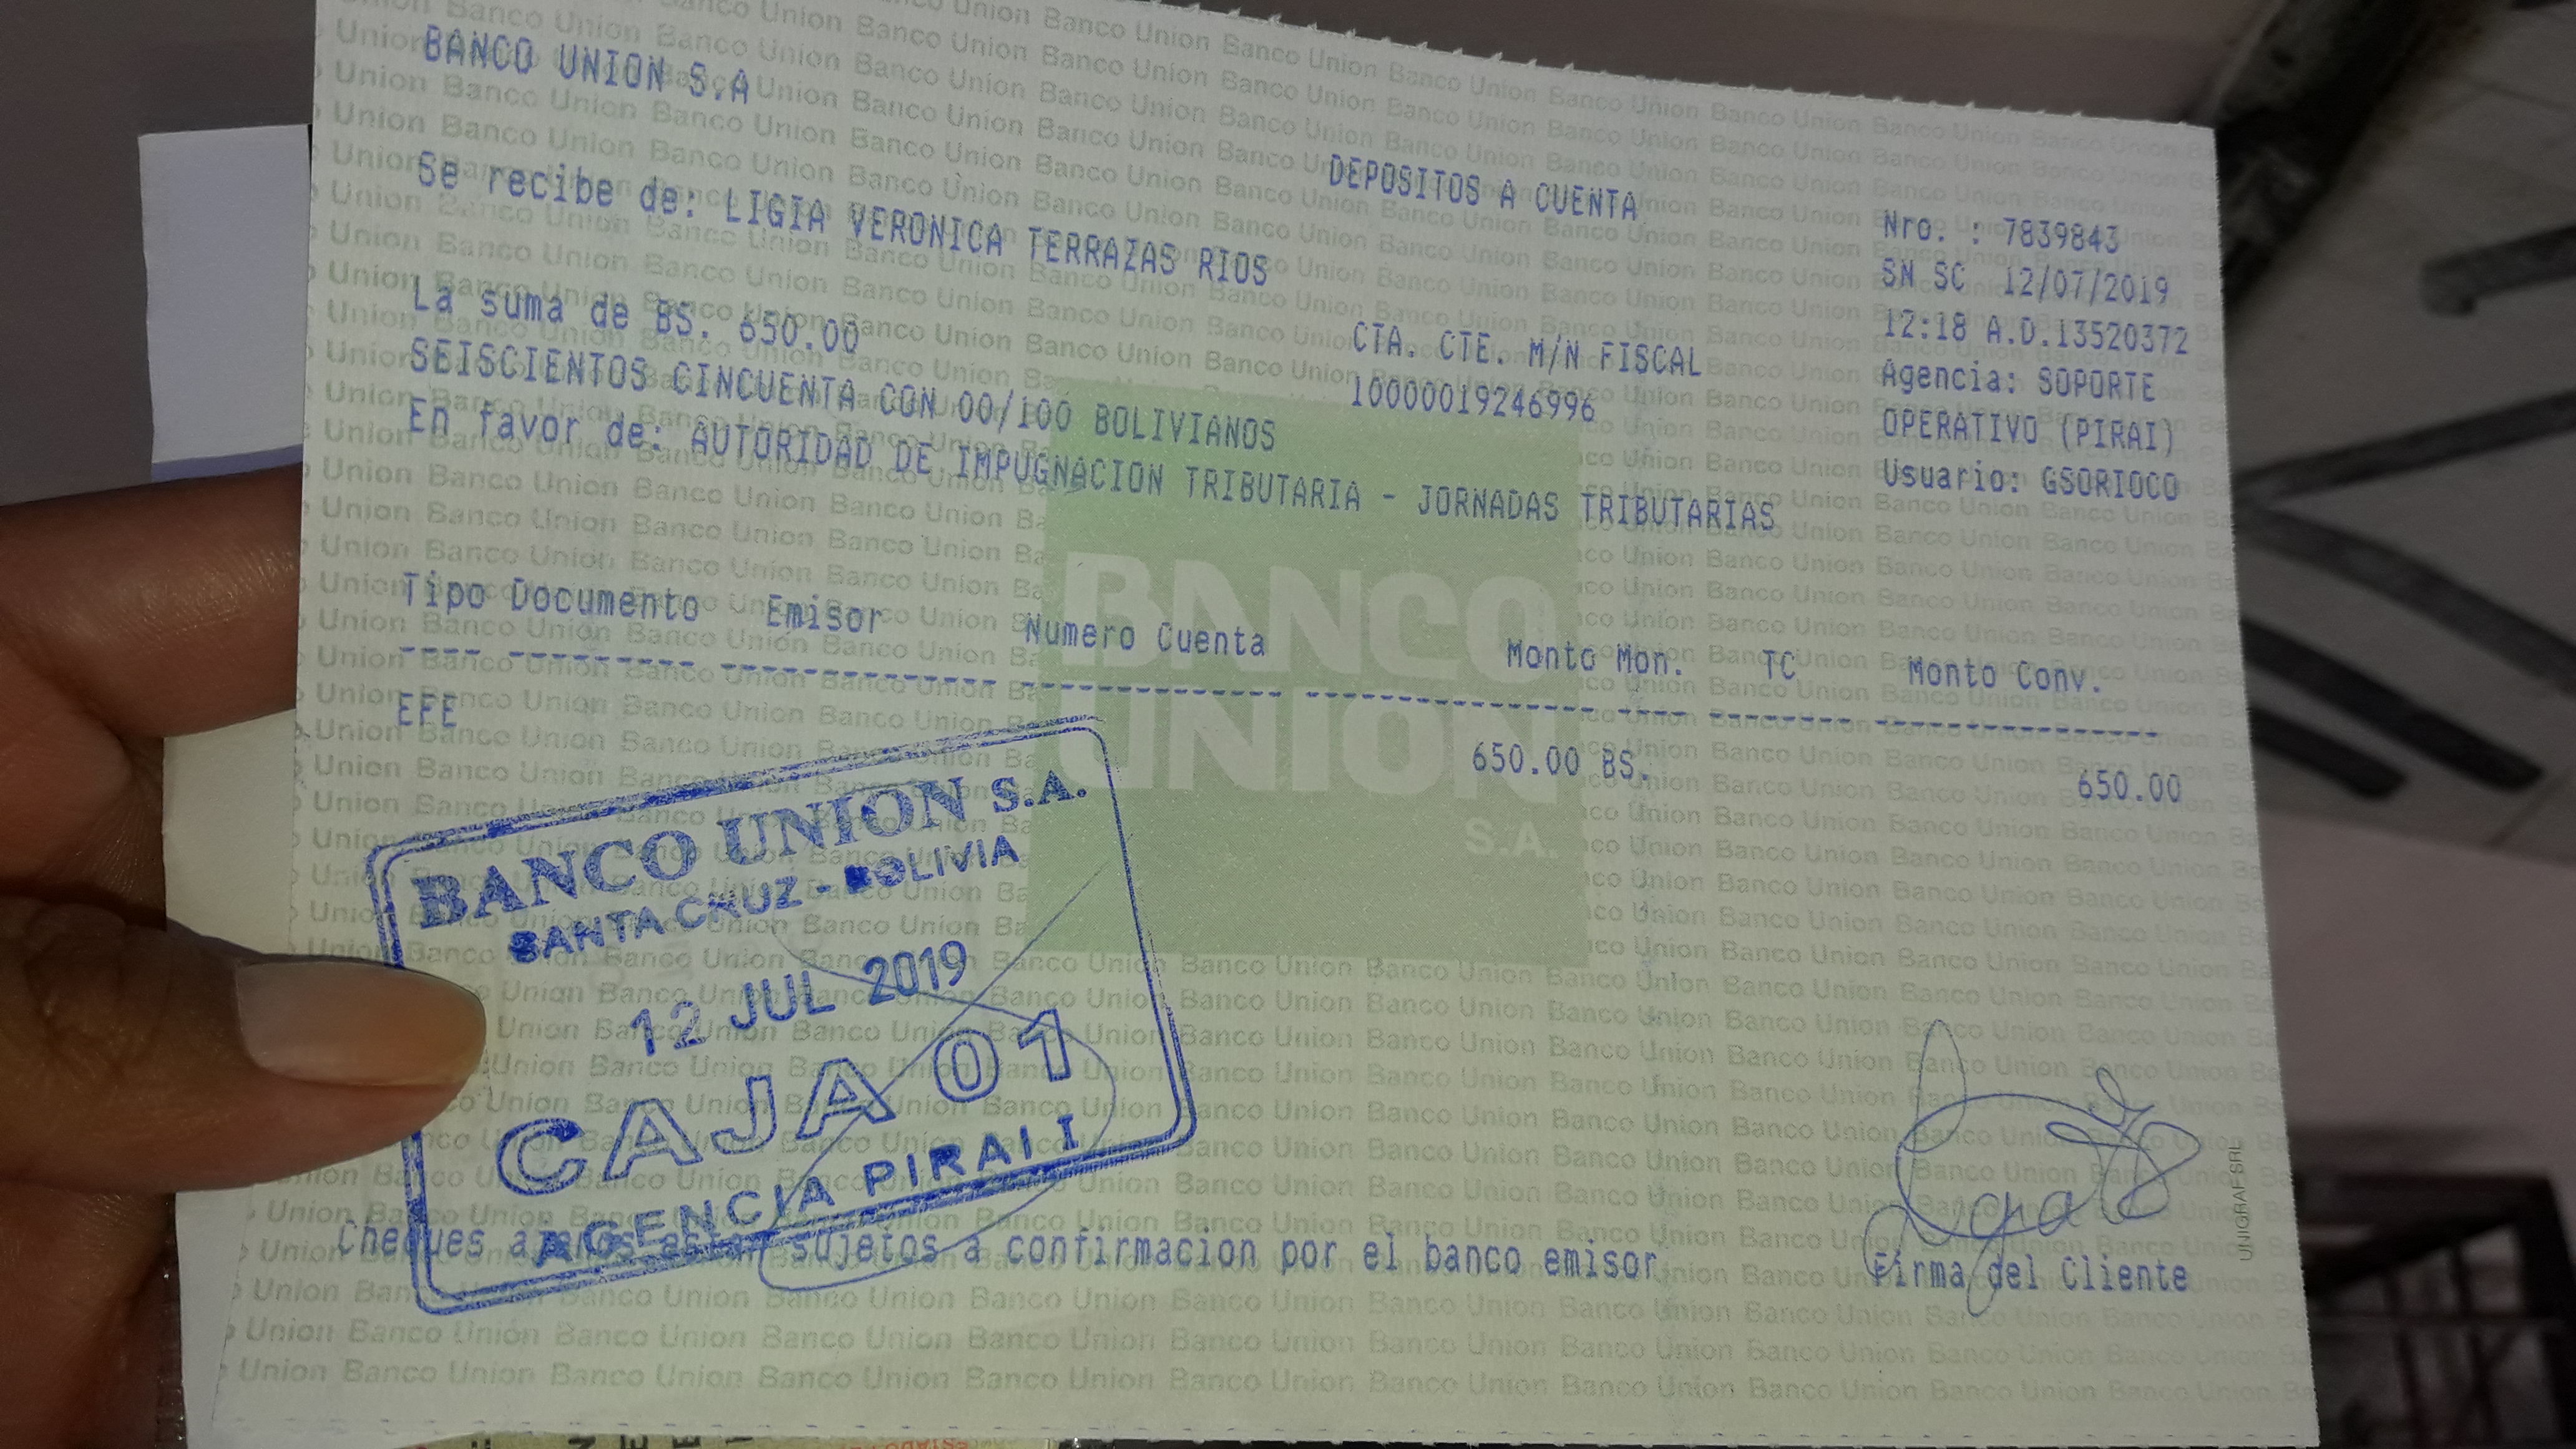 BANCO UNION S.A
DEPOSITOS A CUENTA
Nro. : 7839843
Se recibe de: LIGIA VERONICA TERRAZAS RIOS
SN SC 12/07/2019
CTA. CTE. M/N FISCAL
12:18 A.D.13520372
La suma de BS: 650.00
10000019246996
Agencia: SOPORTE
SEISCIENTOS CINCUENTA CON 00/100 BOLIVIANOS
OPERATIVO (PIRAI)
En favor de: AUTORIDAD DE IMPUGNACION TRIBUTARIA - JORNADAS TRIBUTARIAS
Usuario: GSORIOCO
Tipo Documento Emisor Numero Cuenta Monto Mon. TC Monto Conv.
EFE 650.00 BS. 650.00
BANCO UNION S.A.
BANCO UNION S.A.
SANTA CRUZ - BOLIVIA
12 JUL 2019
CAJA 01
AGENCIA PIRAI I
Cheques sujetos a confirmacion por el banco emisor
Firma del Cliente
UNIGRAF SRL